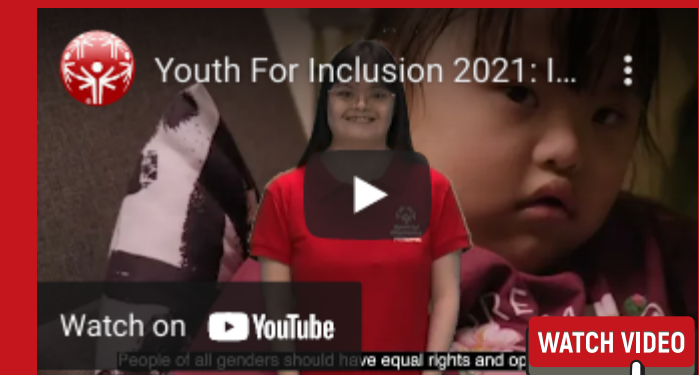 Youth For Inclusion 2021: I...
RE
Watch on YouTube
WATCH VIDEO
People of all genders should have equal rights and op